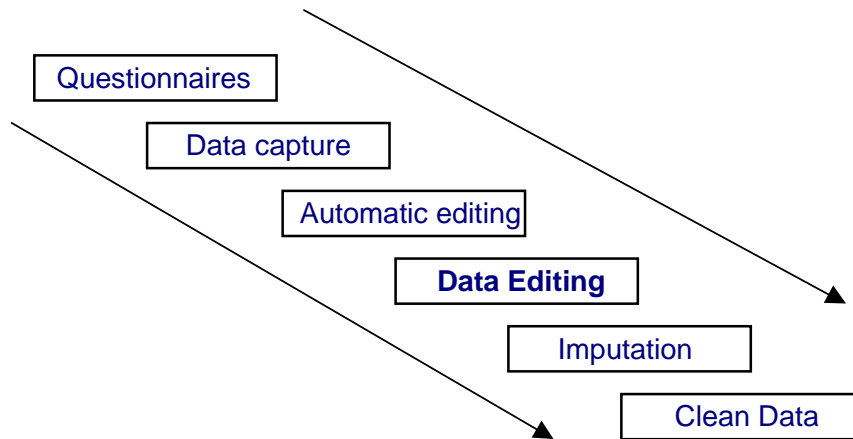 Questionnaires
Data capture
Automatic editing
Data Editing
Imputation
Clean Data